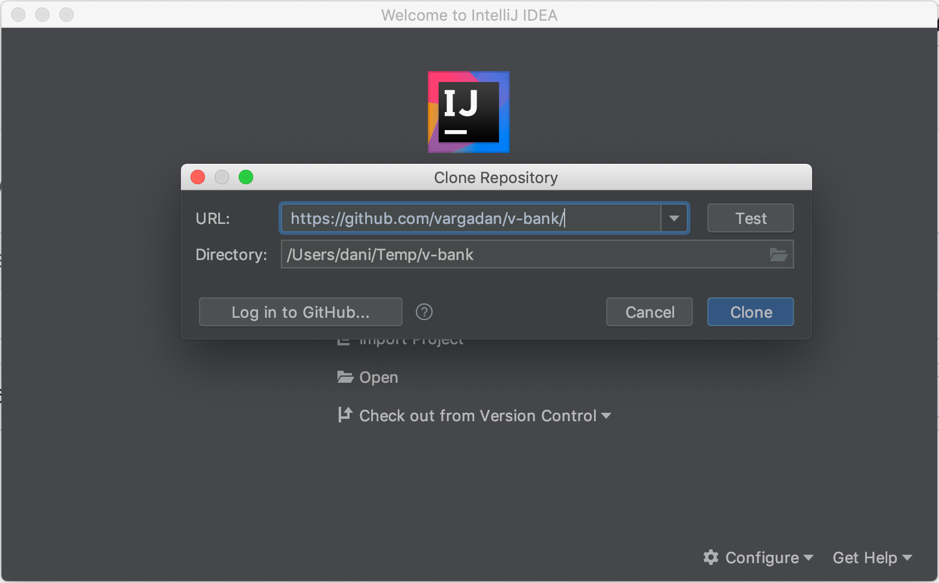 Welcome to IntelliJ IDEA
IJ
Clone Repository
URL: https://github.com/vargadan/v-bank/ Test
Directory: /Users/dani/Temp/v-bank
Log in to GitHub... ? Cancel Clone
Import Project
Open
Check out from Version Control
Configure Get Help